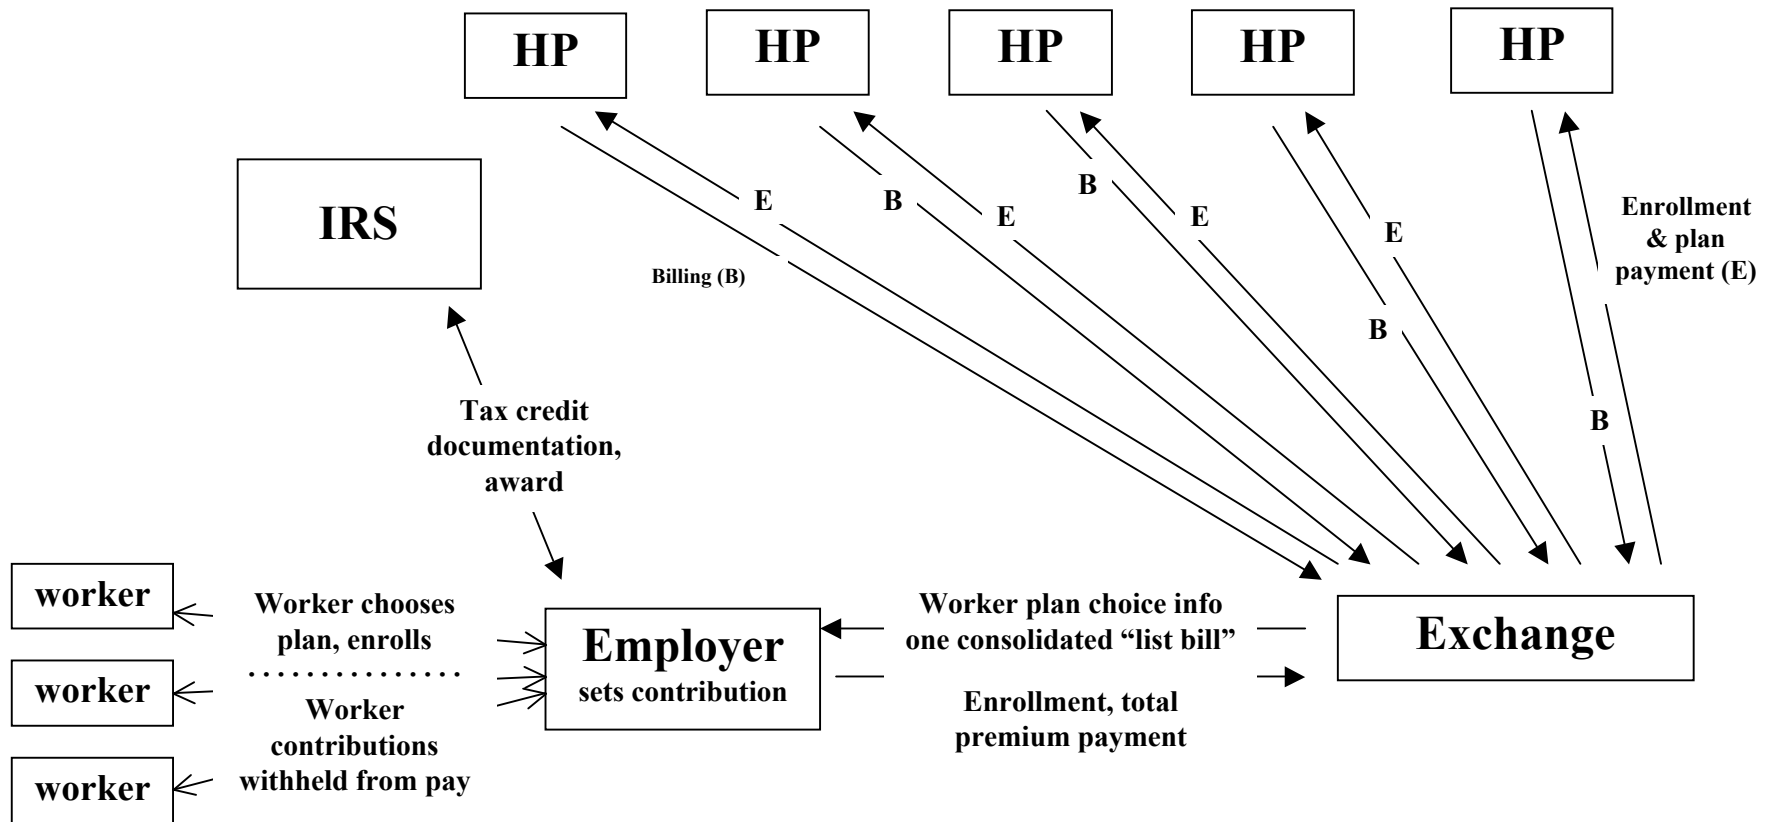 HP
HP
HP
HP
HP
IRS
E
B
E
B
E
E
B
B
Billing (B)
Enrollment
& plan
payment (E)
Tax credit
documentation,
award
worker
worker
worker
Worker chooses
plan, enrolls
Worker
contributions
withheld from pay
Employer
sets contribution
Worker plan choice info
one consolidated “list bill”
Enrollment, total
premium payment
Exchange